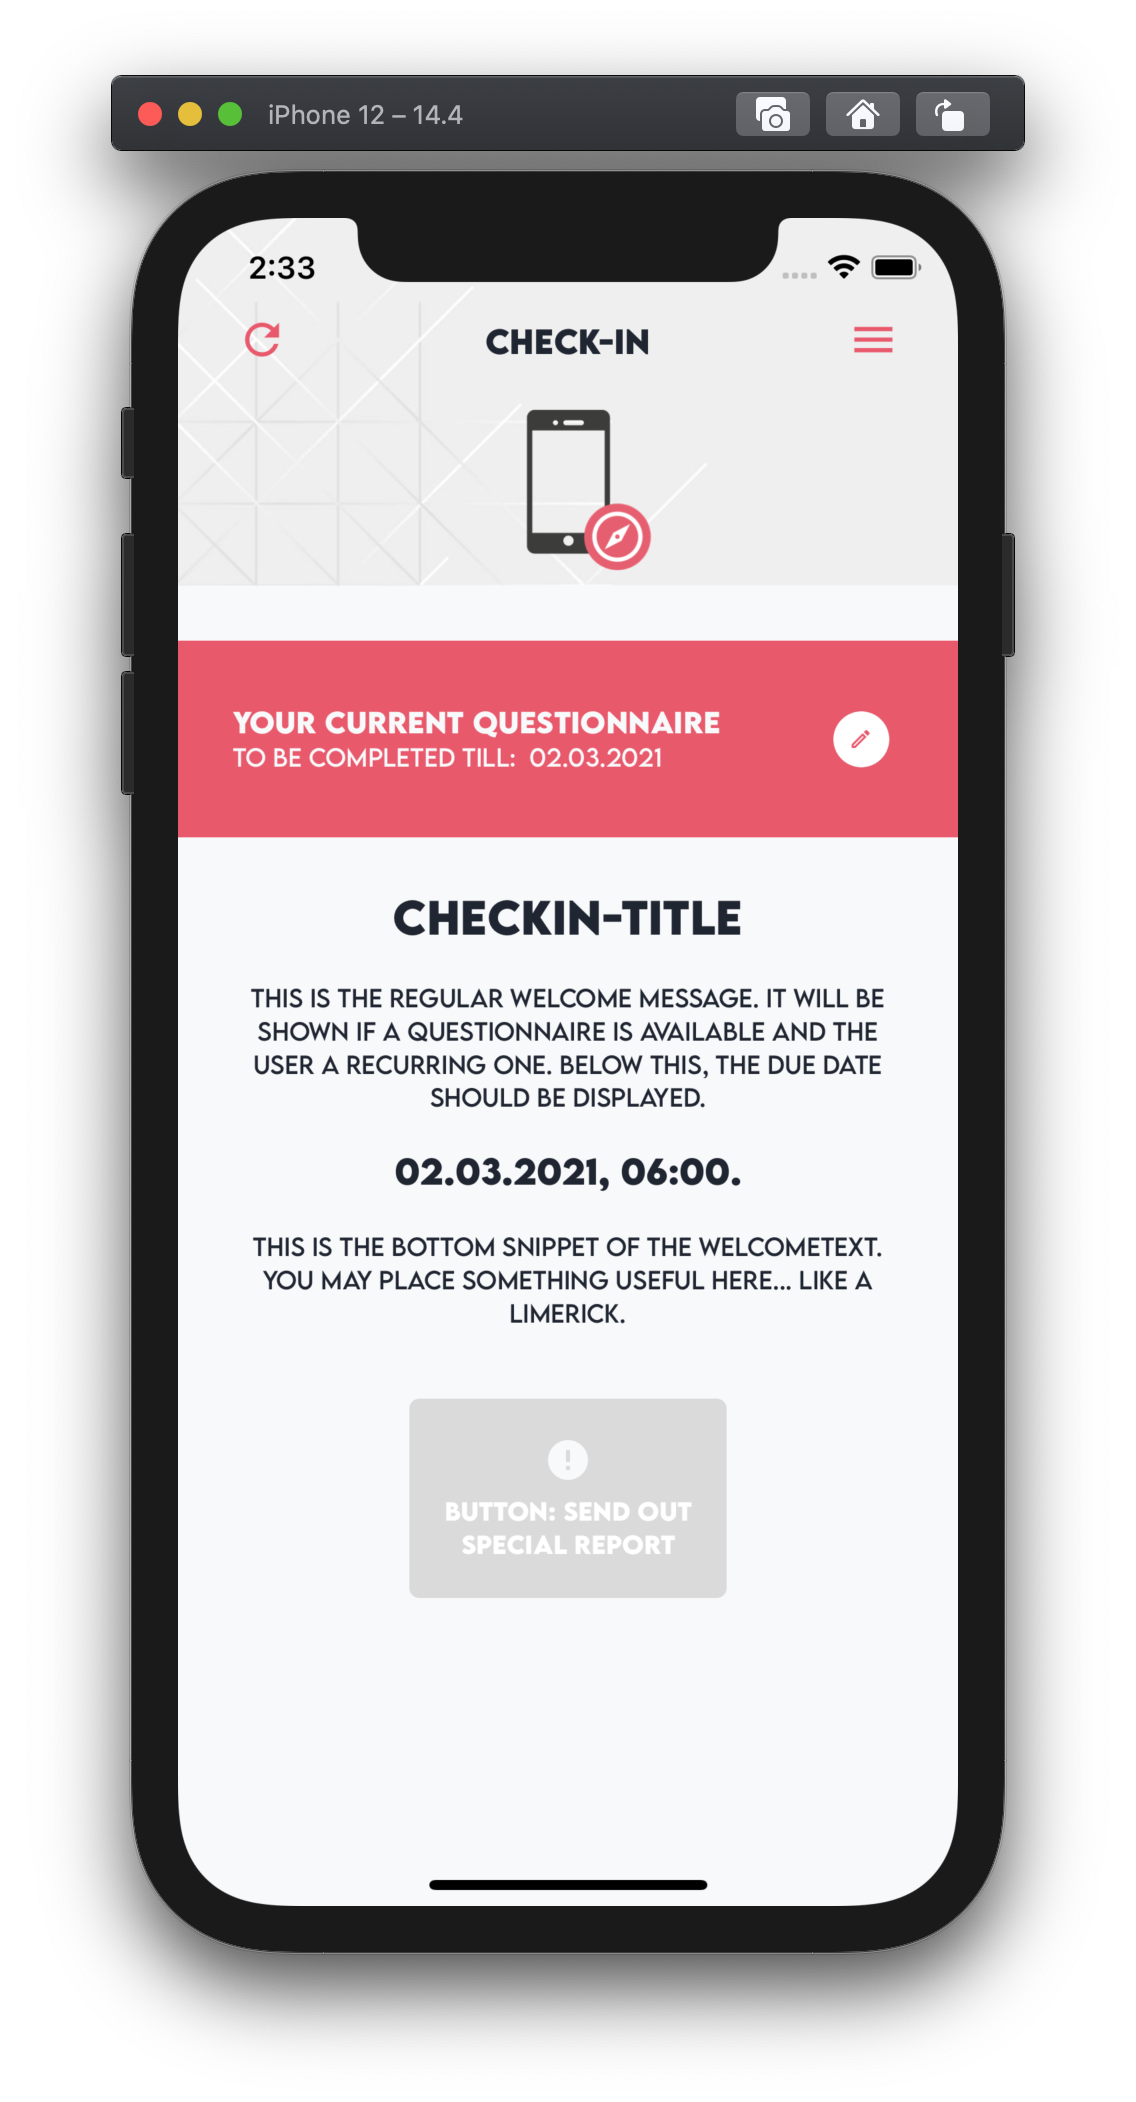 iPhone 12 – 14.4
2:33
CHECK-IN
YOUR CURRENT QUESTIONNAIRE
TO BE COMPLETED TILL: 02.03.2021
CHECKIN-TITLE
THIS IS THE REGULAR WELCOME MESSAGE. IT WILL BE
SHOWN IF A QUESTIONNAIRE IS AVAILABLE AND THE
USER A RECURRING ONE. BELOW THIS, THE DUE DATE
SHOULD BE DISPLAYED.
02.03.2021, 06:00.
THIS IS THE BOTTOM SNIPPET OF THE WELCOMETEXT.
YOU MAY PLACE SOMETHING USEFUL HERE... LIKE A
LIMERICK.
BUTTON: SEND OUT
SPECIAL REPORT